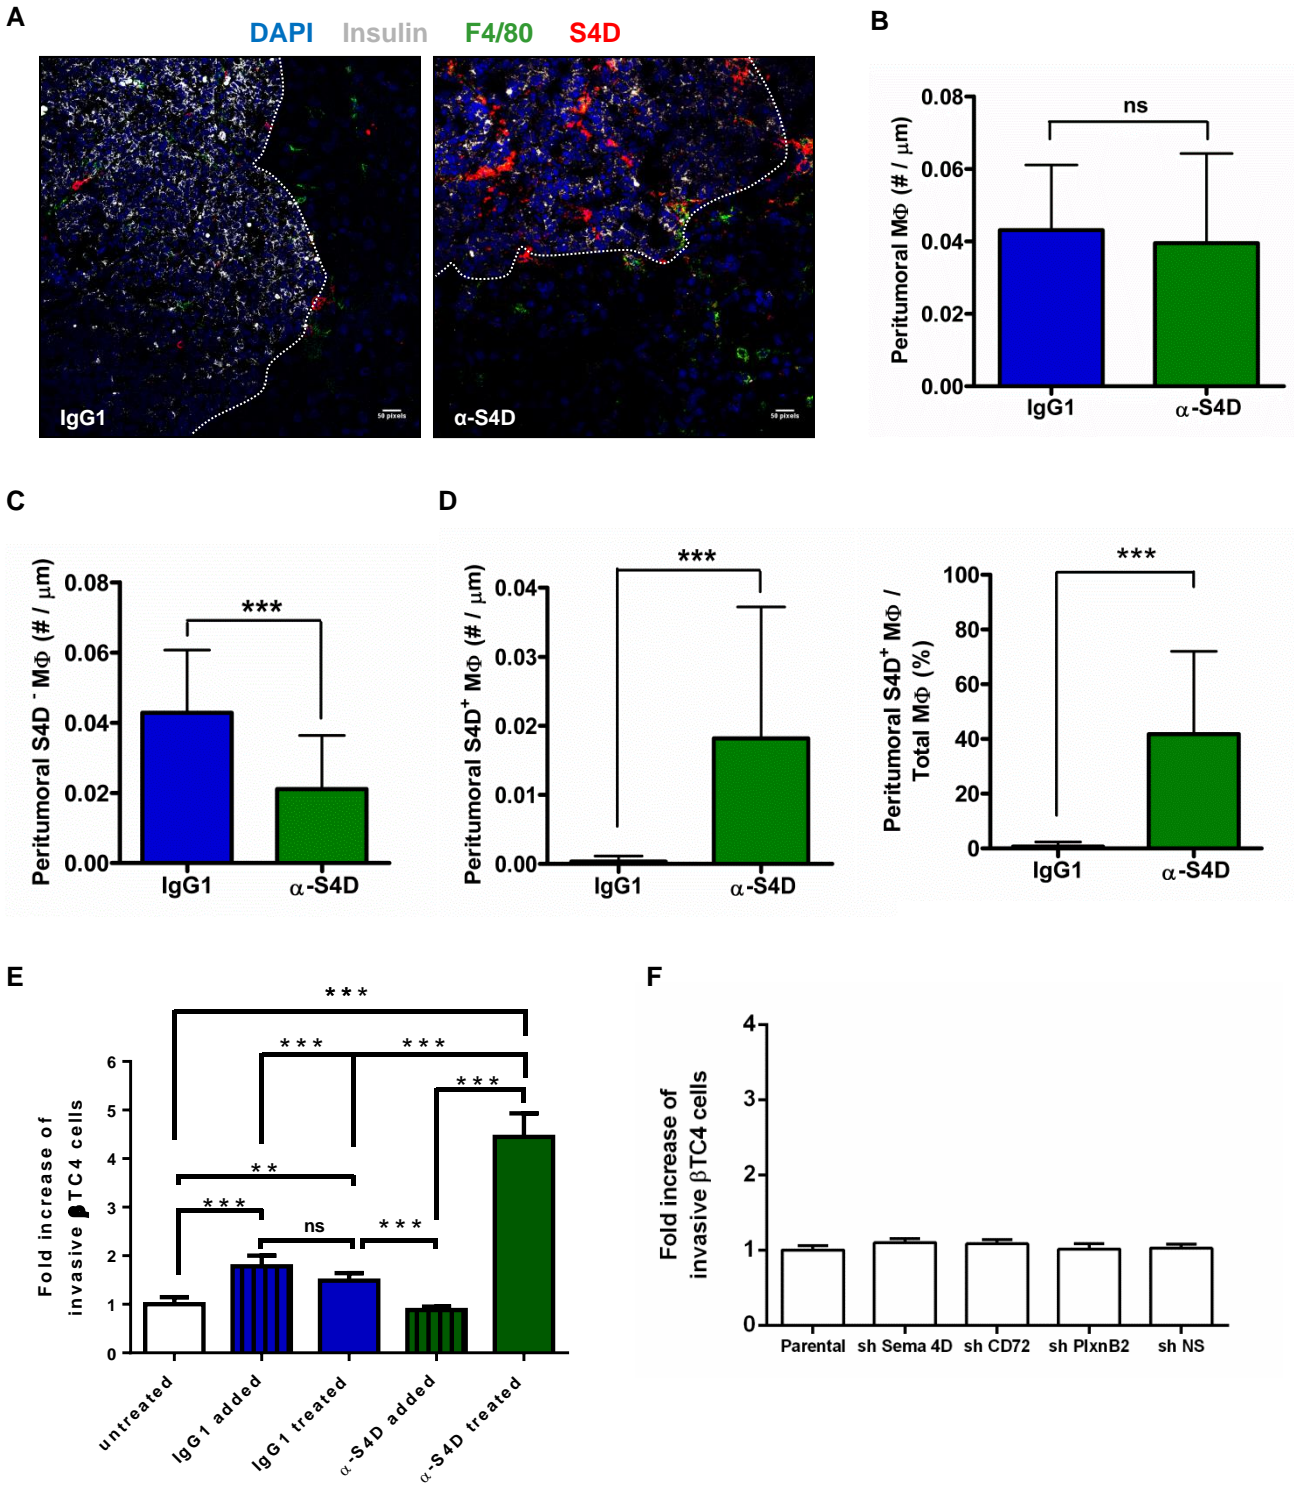 A
DAPI Insulin F4/80 S4D
IgG1
50 pixels
α-S4D
50 pixels
B
Peritumoral MΦ (# / μm)
0.08
0.06
0.04
0.02
0.00
ns
IgG1
α-S4D
C
Peritumoral S4D - MΦ (# / μm)
0.08
0.06
0.04
0.02
0.00
***
IgG1
α-S4D
D
Peritumoral S4D+ MΦ (# / μm)
0.04
0.03
0.02
0.01
0.00
***
IgG1
α-S4D
Peritumoral S4D+ MΦ /
Total MΦ (%)
100
80
60
40
20
0
***
IgG1
α-S4D
E
Fold increase of
invasive βTC4 cells
6
5
4
3
2
1
0
***
*** ***
***
**
***
ns
***
untreated
IgG1 added
IgG1 treated
α-S4D added
α-S4D treated
F
Fold increase of
invasive βTC4 cells
4
3
2
1
0
Parental
sh Sema 4D
sh CD72
sh PlxnB2
sh NS